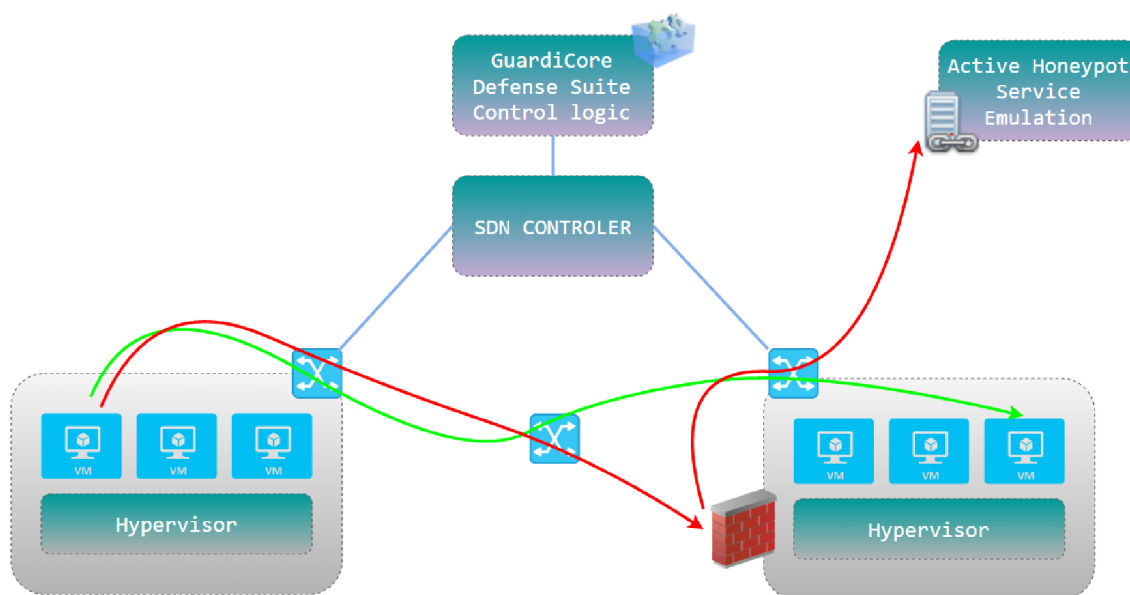 GuardiCore
Defense Suite
Control logic
Active Honeypot
Service
Emulation
SDN CONTROLER
VM
VM
VM
Hypervisor
VM
VM
VM
Hypervisor